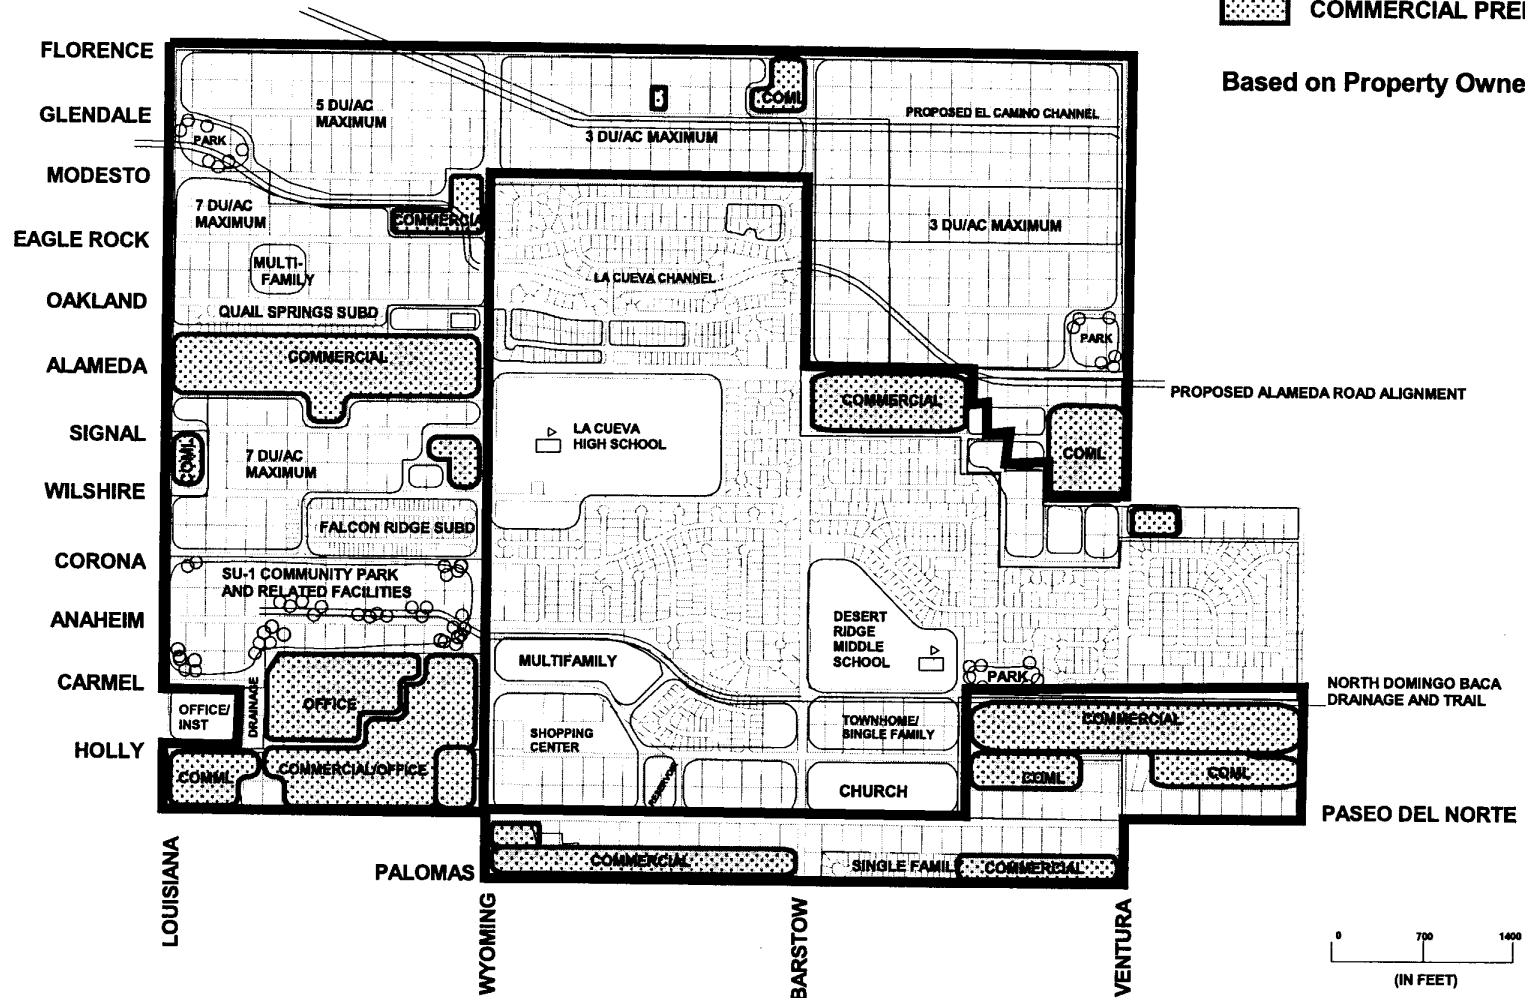 COMMERCIAL
Based on Property
FLORENCE
GLENDALE
MODESTO
EAGLE ROCK
OAKLAND
ALAMEDA
SIGNAL
WILSHIRE
CORONA
ANAHEIM
CARMEL
HOLLY
5 DU/AC
MAXIMUM
PARK
3 DU/AC MAXIMUM
COML
PROPOSED EL CAMINO CHANNEL
7 DU/AC
MAXIMUM
COMMERCIAL
3 DU/AC MAXIMUM
MULTI-
FAMILY
LA CUEVA CHANNEL
QUAIL SPRINGS SUBD
PARK
COMMERCIAL
COMMERCIAL
PROPOSED ALAMEDA ROAD ALIGNMENT
LA CUEVA
HIGH SCHOOL
COML
7 DU/AC
MAXIMUM
COML
FALCON RIDGE SUBD
SU-1 COMMUNITY PARK
AND RELATED FACILITIES
DESERT
RIDGE
MIDDLE
SCHOOL
MULTIFAMILY
PARK
NORTH DOMINGO BACA
DRAINAGE AND TRAIL
OFFICE/
INST
DRAINAGE
OFFICE
SHOPPING
CENTER
TOWNHOME/
SINGLE FAMILY
COMMERCIAL
COMML
COMMERCIAL/OFFICE
RESERVOIR
CHURCH
COML
COML
PASEO DEL NORTE
PALOMAS
COMMERCIAL
SINGLE FAMIL
COMMERCIAL
LOUISIANA
WYOMING
BARSTOW
VENTURA
0 700 1400
(IN FEET)